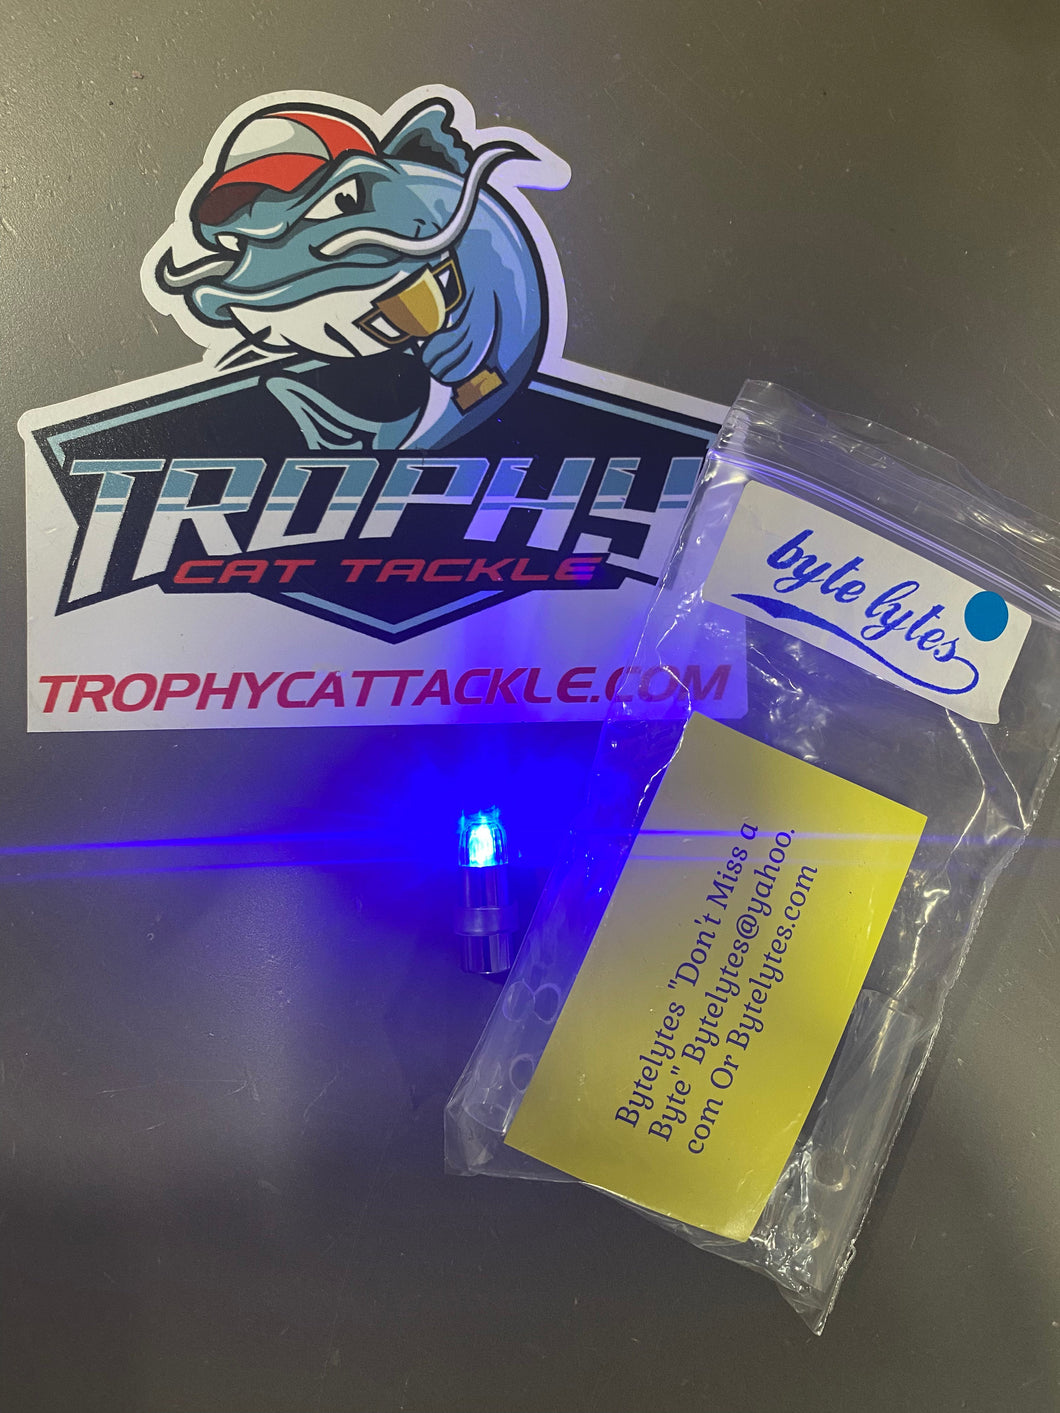 TROPHY
CAT TACKLE
TROPHYCATTACKLE.COM
byte lytes
Bytelytes "Don't Miss a
Byte" Bytelytes@yahoo.
com Or Bytelytes.com